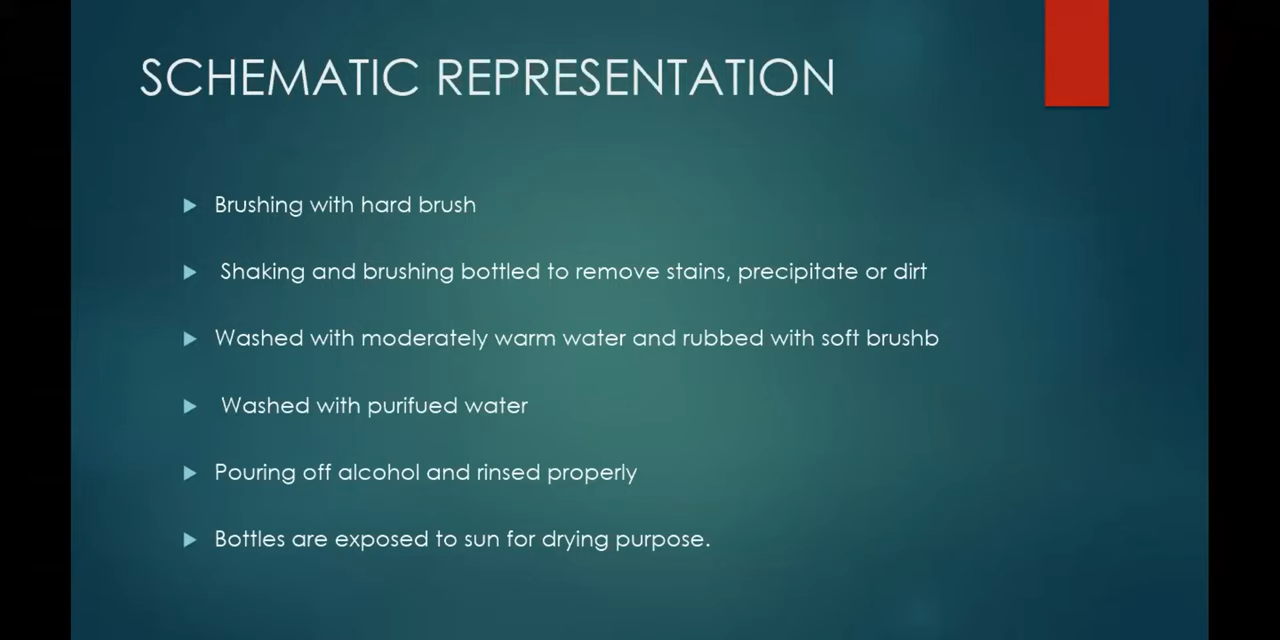 SCHEMATIC REPRESENTATION
Brushing with hard brush
Shaking and brushing bottled to remove stains, precipitate or dirt
Washed with moderately warm water and rubbed with soft brushb
Washed with purifued water
Pouring off alcohol and rinsed properly
Bottles are exposed to sun for drying purpose.